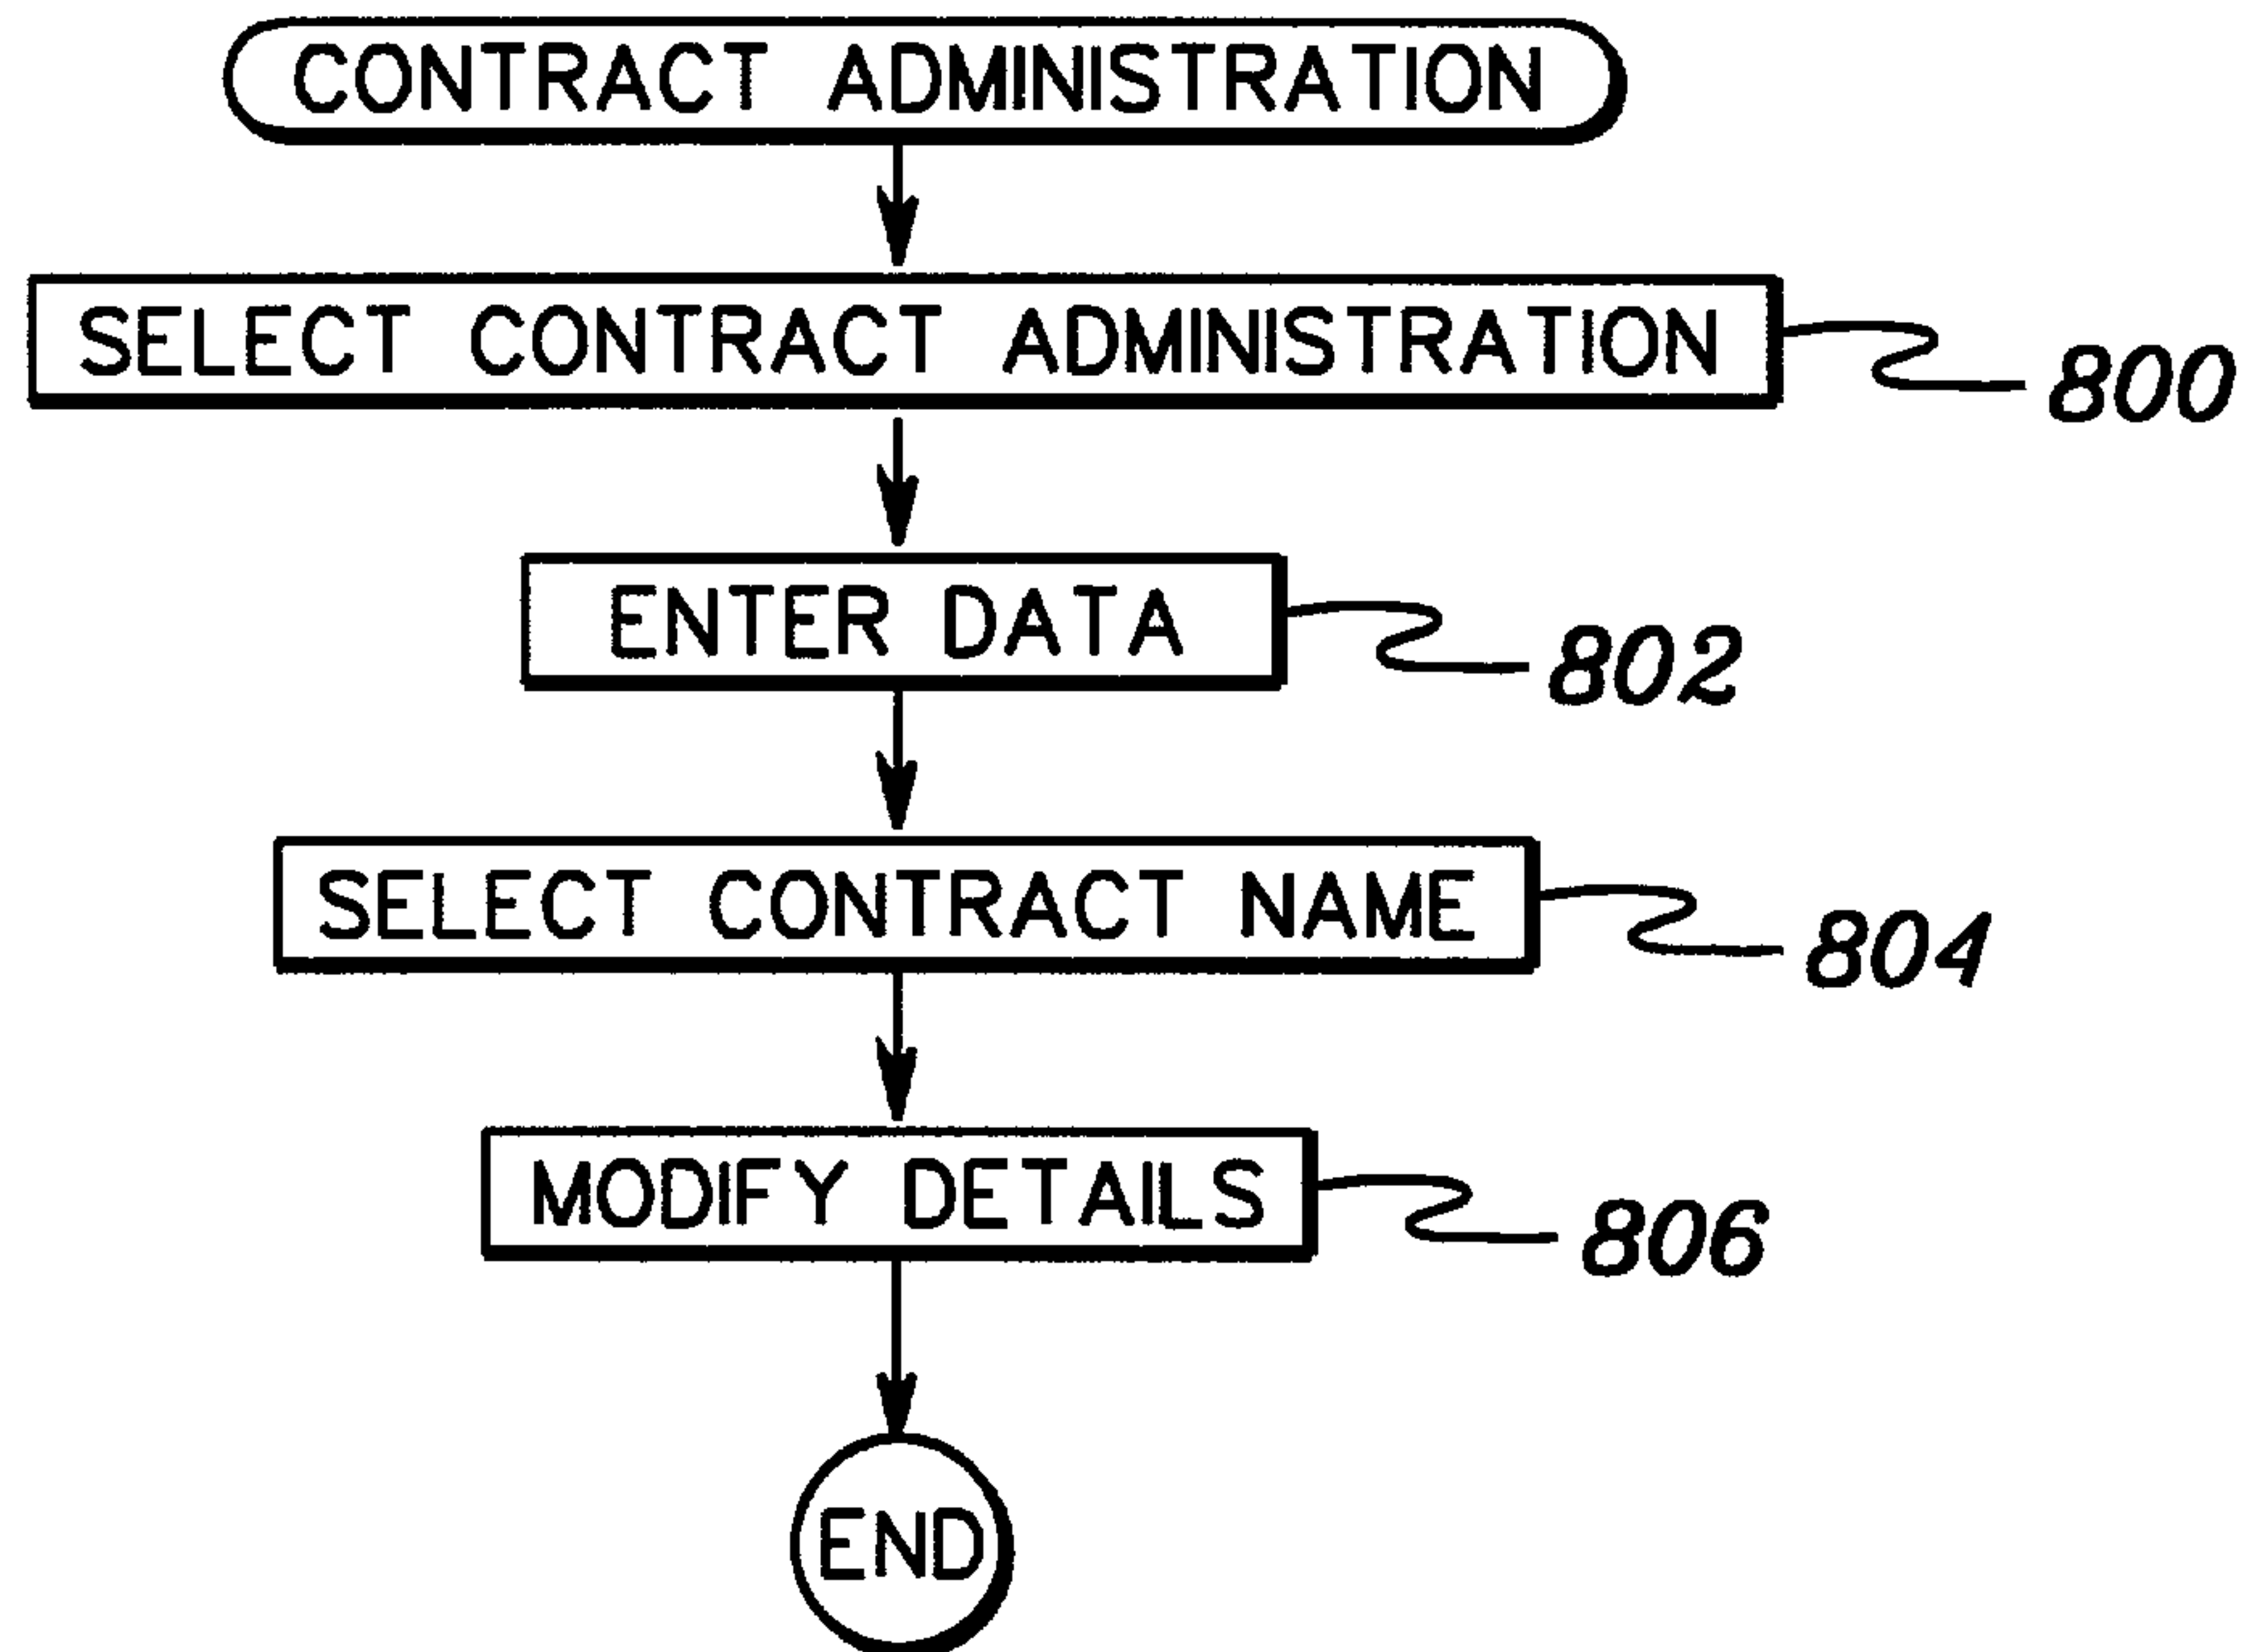 CONTRACT ADMINISTRATION
SELECT CONTRACT ADMINISTRATION
800
ENTER DATA
802
SELECT CONTRACT NAME
804
MODIFY DETAILS
806
END